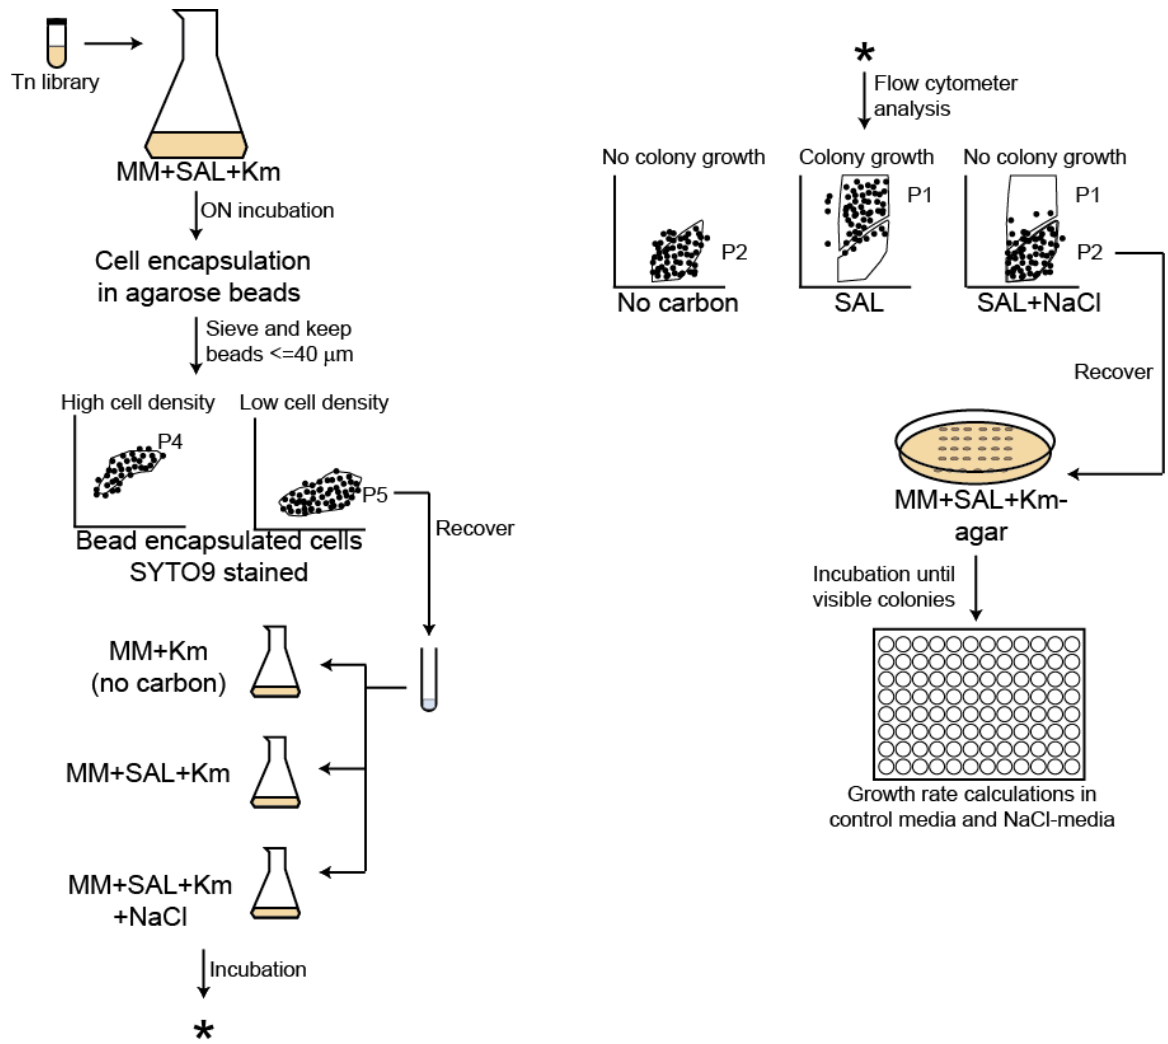 Tn library
MM+SAL+Km
ON incubation
Cell encapsulation
in agarose beads
Sieve and keep
beads <=40 μm
High cell density
Low cell density
P4
P5
Bead encapsulated cells
SYTO9 stained
Recover
MM+Km
(no carbon)
MM+SAL+Km
MM+SAL+Km
+NaCl
Incubation
*
*
Flow cytometer
analysis
No colony growth
Colony growth
No colony growth
P2
P1
P1
P2
No carbon
SAL
SAL+NaCl
Recover
MM+SAL+Km-
agar
Incubation until
visible colonies
Growth rate calculations in
control media and NaCl-media